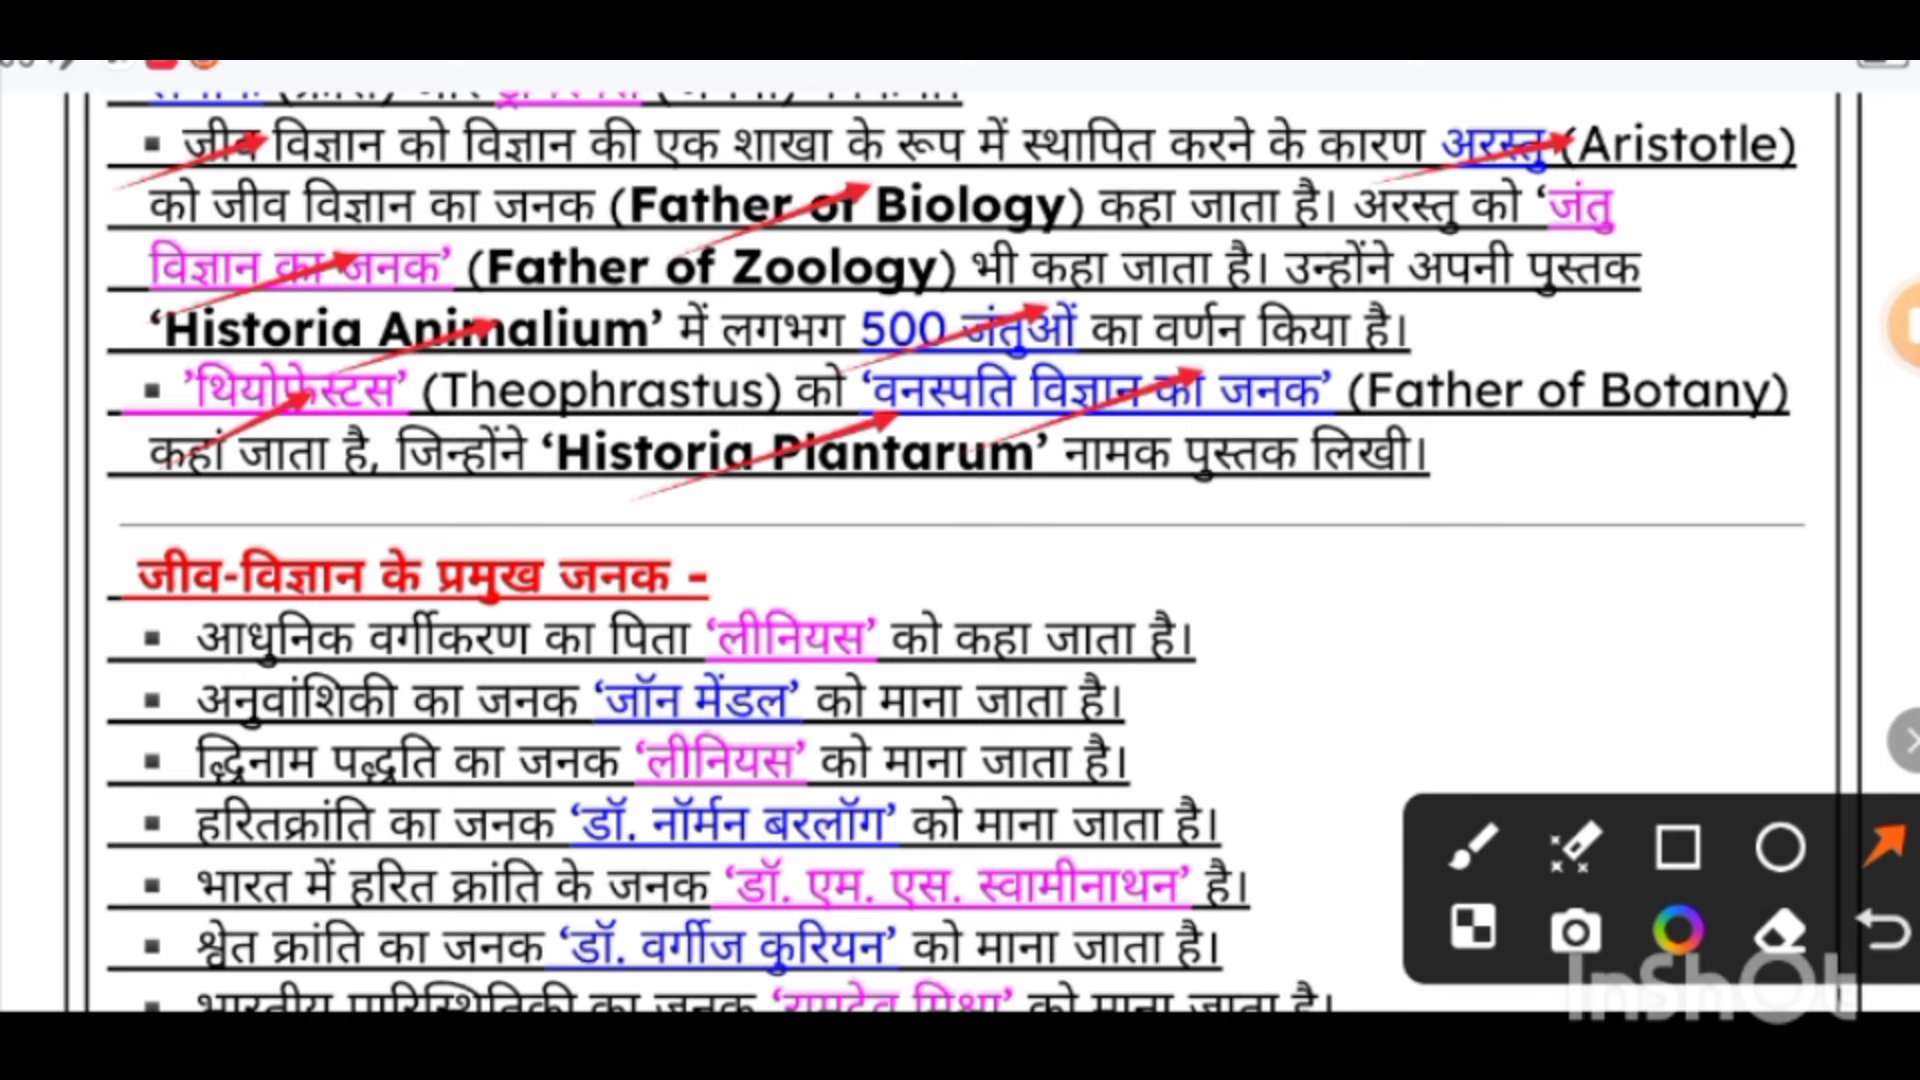 ▪ जीव विज्ञान को विज्ञान की एक शाखा के रूप में स्थापित करने के कारण अरस्तु (Aristotle)
को जीव विज्ञान का जनक (Father of Biology) कहा जाता है। अरस्तु को ‘जंतु
विज्ञान का जनक’ (Father of Zoology) भी कहा जाता है। उन्होंने अपनी पुस्तक
‘Historia Animalium’ में लगभग 500 जंतुओं का वर्णन किया है।
▪ ’थियोफ्रेस्टस’ (Theophrastus) को ‘वनस्पति विज्ञान का जनक’ (Father of Botany)
कहां जाता है, जिन्होंने ‘Historia Plantarum’ नामक पुस्तक लिखी।
जीव-विज्ञान के प्रमुख जनक -
▪ आधुनिक वर्गीकरण का पिता ‘लीनियस’ को कहा जाता है।
▪ अनुवांशिकी का जनक ‘जॉन मेंडल’ को माना जाता है।
▪ द्विनाम पद्धति का जनक ‘लीनियस’ को माना जाता है।
▪ हरितक्रांति का जनक ‘डॉ. नॉर्मन बरलॉग’ को माना जाता है।
▪ भारत में हरित क्रांति के जनक ‘डॉ. एम. एस. स्वामीनाथन’ है।
▪ श्वेत क्रांति का जनक ‘डॉ. वर्गीज कुरियन’ को माना जाता है।
▪ भारतीय पारिस्थितिकी का जनक ‘रामदेव मिश्रा’ को माना जाता है।
InShOt